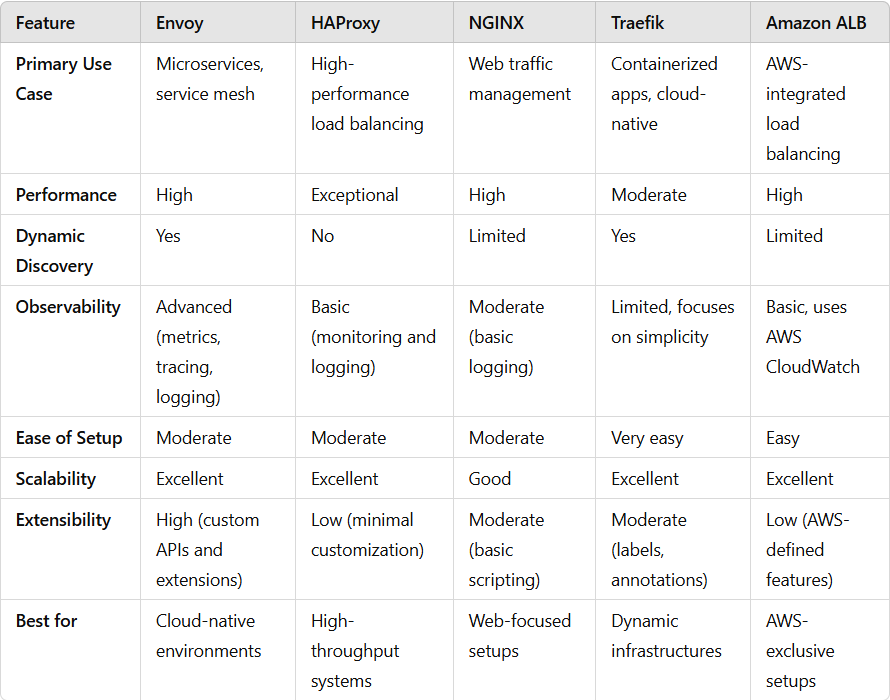 Feature Envoy HAProxy NGINX Traefik Amazon ALB
Primary Use Microservices, High- Web traffic Containerized AWS-
Case service mesh performance management apps, cloud- integrated
load balancing native load
balancing
Performance High Exceptional High Moderate High
Dynamic Yes No Limited Yes Limited
Discovery
Observability Advanced Basic Moderate Limited, focuses Basic, uses
(metrics, (monitoring and (basic on simplicity AWS
tracing, logging) logging) CloudWatch
logging)
Ease of Setup Moderate Moderate Moderate Very easy Easy
Scalability Excellent Excellent Good Excellent Excellent
Extensibility High (custom Low (minimal Moderate Moderate Low (AWS-
APIs and customization) (basic (labels, defined
extensions) scripting) annotations) features)
Best for Cloud-native High- Web-focused Dynamic AWS-
environments throughput setups infrastructures exclusive
systems setups